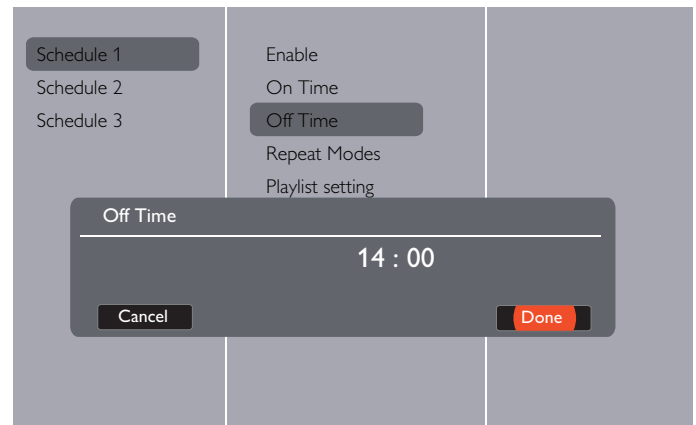 Schedule 1
Schedule 2
Schedule 3
Enable
On Time
Off Time
Repeat Modes
Playlist setting
Off Time
14 : 00
Cancel
Done